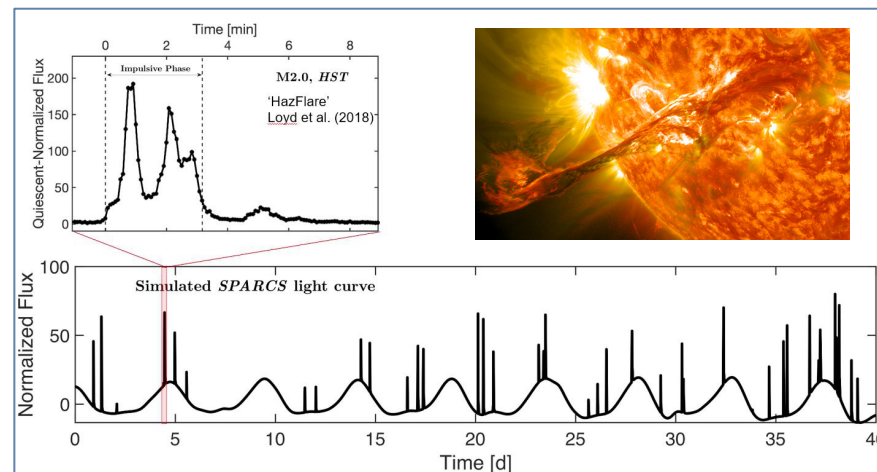 Time [min]
0 2 4 6 8
Impulsive Phase
M2.0, HST
'HazFlare'
Loyd et al. (2018)
Quiescent-Normalized Flux
200
150
100
50
0
Simulated SPARCS light curve
Normalized Flux
100
50
0
0 5 10 15 20 25 30 35 40
Time [d]